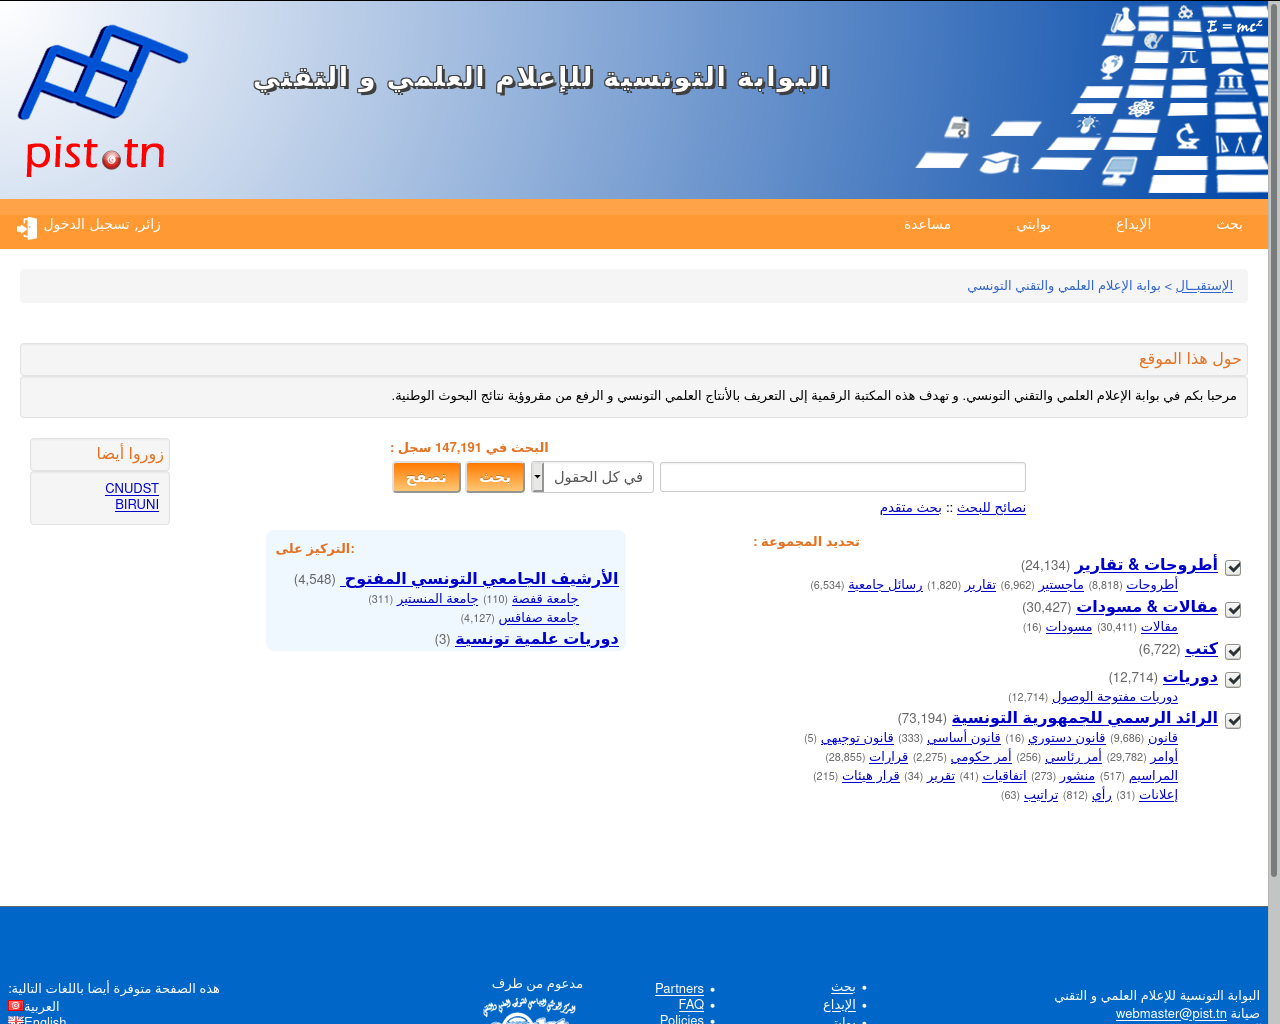 E = mc²
البوابة التونسية للإعلام العلمي و التقني
pist.tn
بحث
الإيداع
بوابتي
مساعدة
زائر, تسجيل الدخول
الإستقبــال > بوابة الإعلام العلمي والتقني التونسي
حول هذا الموقع
مرحبا بكم في بوابة الإعلام العلمي والتقني التونسي. و تهدف هذه المكتبة الرقمية إلى التعريف بالأنتاج العلمي التونسي و الرفع من مقروؤية نتائج البحوث الوطنية.
زوروا أيضا
CNUDST
BIRUNI
البحث في 147,191 سجل :
في كل الحقول
بحث
تصفح
نصائح للبحث :: بحث متقدم
تحديد المجموعة :
أطروحات & تقارير (24,134)
أطروحات (8,818) ماجستير (6,962) تقارير (1,820) رسائل جامعية (6,534)
مقالات & مسودات (30,427)
مقالات (30,411) مسودات (16)
كتب (6,722)
دوريات (12,714)
دوريات مفتوحة الوصول (12,714)
الرائد الرسمي للجمهورية التونسية (73,194)
قانون (9,686) قانون دستوري (16) قانون أساسي (333) قانون توجيهي (5)
أوامر (29,782) أمر رئاسي (256) أمر حكومي (2,275) قرارات (28,855)
المراسيم (517) منشور (273) اتفاقيات (41) تقرير (34) قرار هيئات (215)
إعلانات (31) رأي (812) تراتيب (63)
التركيز على:
الأرشيف الجامعي التونسي المفتوح (4,548)
جامعة قفصة (110) جامعة المنستير (311)
جامعة صفاقس (4,127)
دوريات علمية تونسية (3)
البوابة التونسية للإعلام العلمي و التقني
صيانة webmaster@pist.tn
بحث
الإيداع
بوابتي
Partners
FAQ
Policies
مدعوم من طرف
هذه الصفحة متوفرة أيضا باللغات التالية:
العربية
English